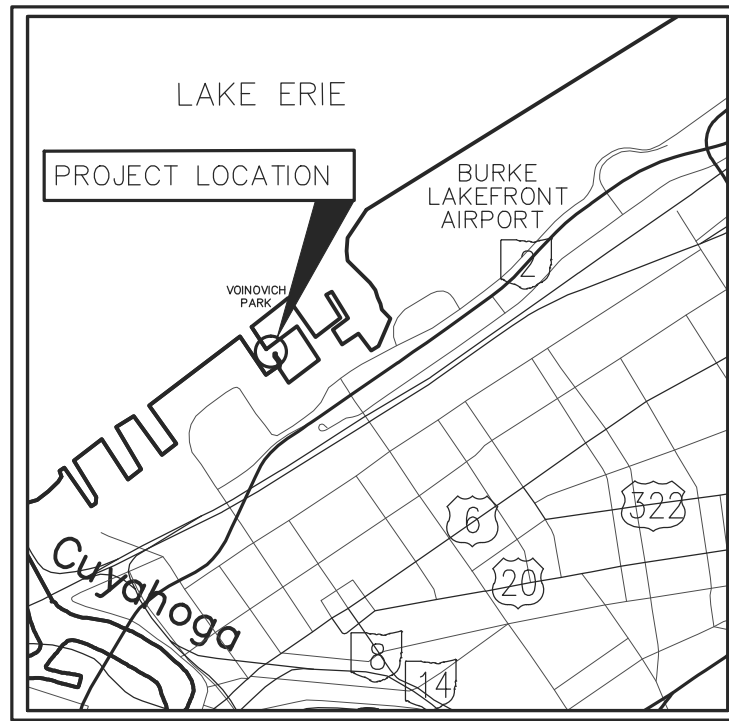 LAKE ERIE
PROJECT LOCATION
BURKE
LAKEFRONT
AIRPORT
2
VOINOVICH
PARK
6
322
20
Cuyahoga
8
14